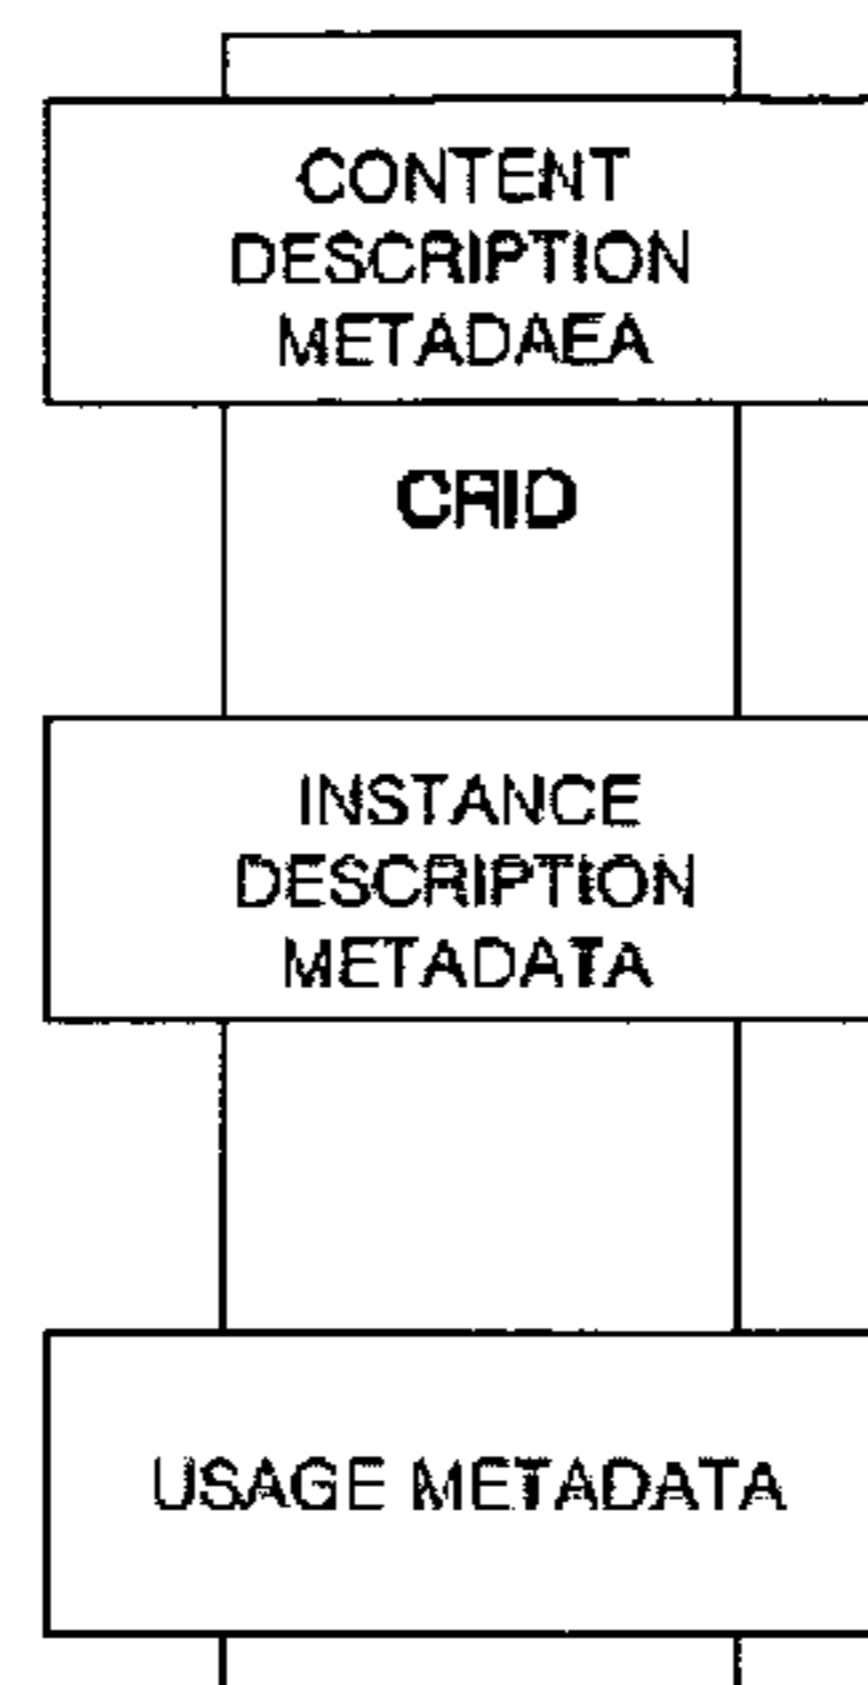 CONTENT
DESCRIPTION
METADAEA
CRID
INSTANCE
DESCRIPTION
METADATA
USAGE METADATA